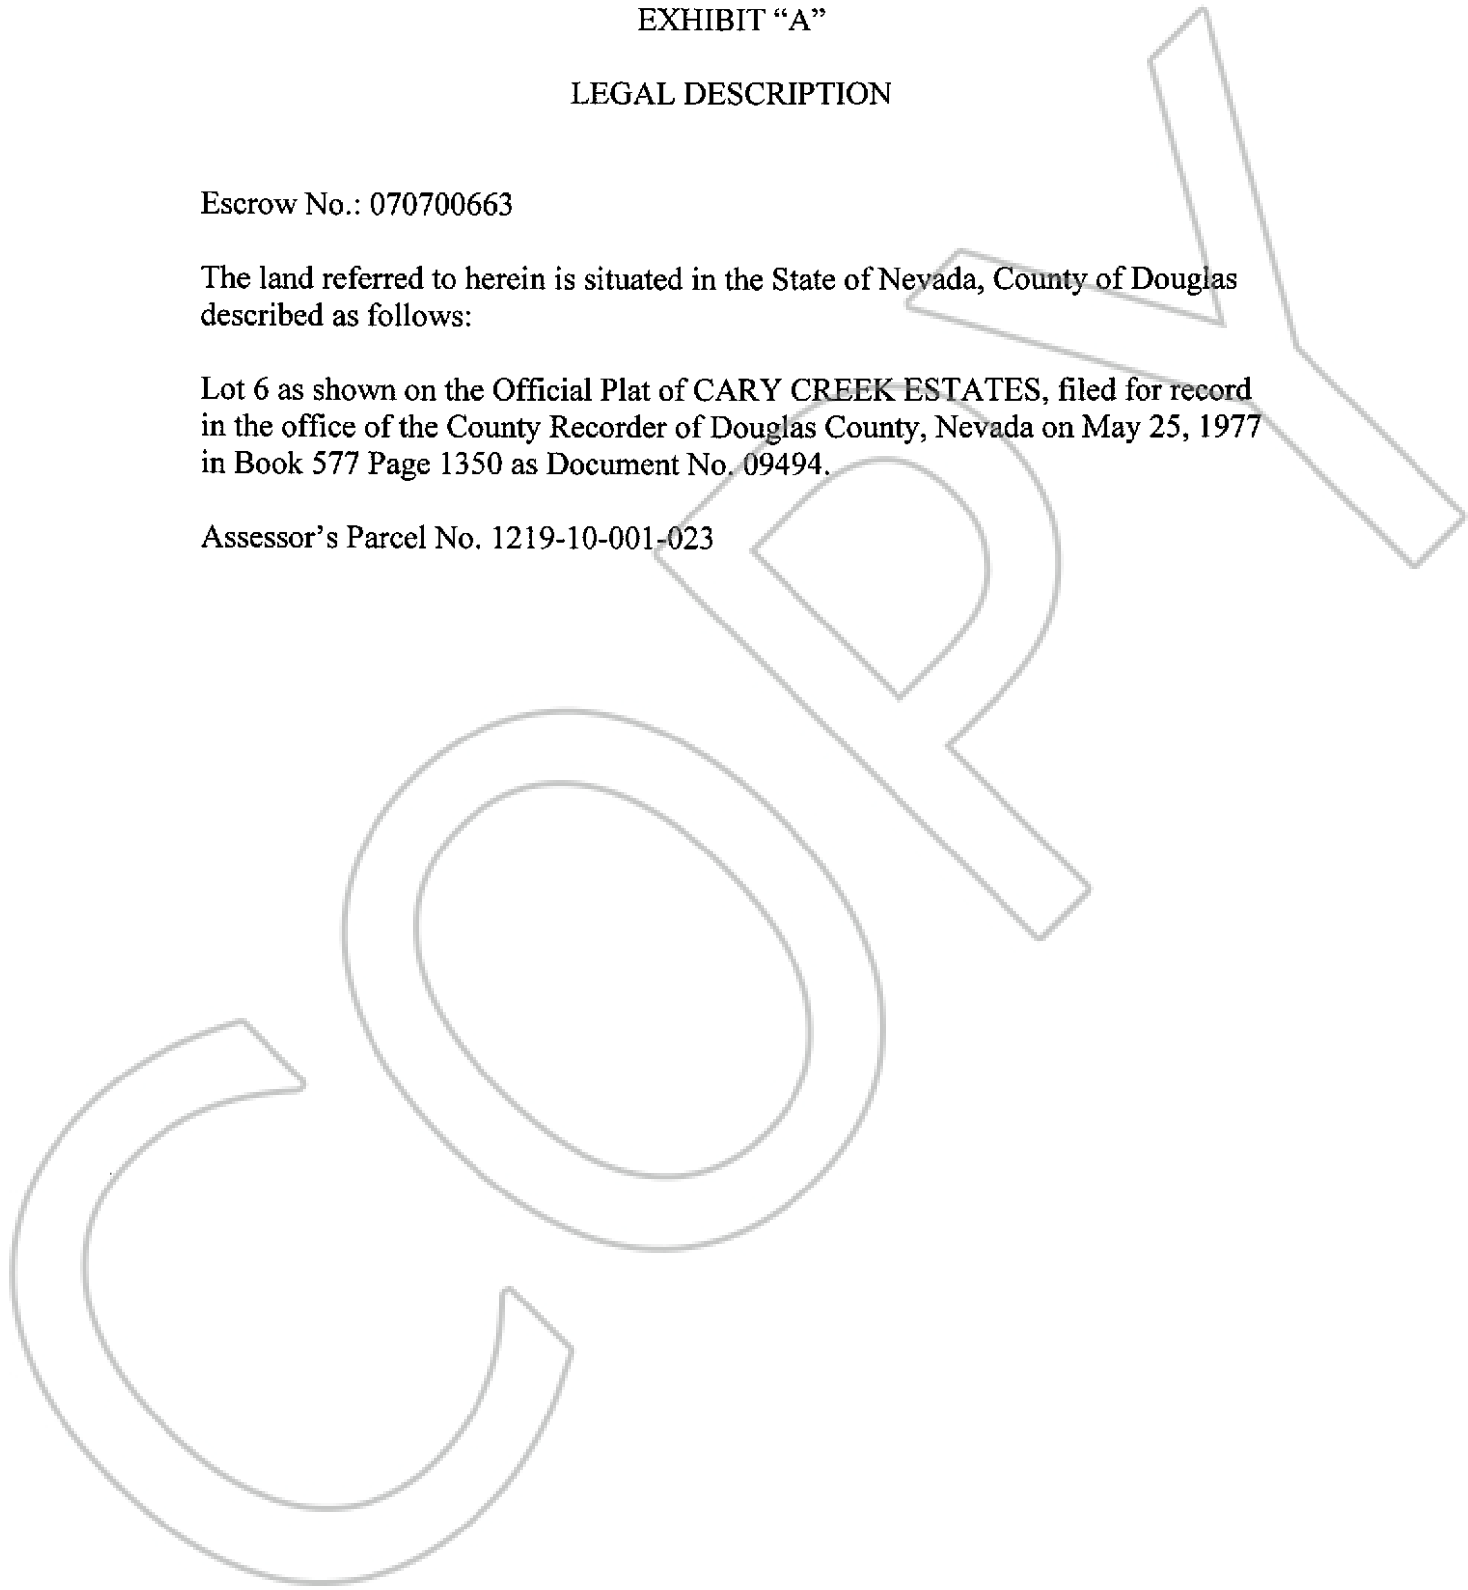 EXHIBIT “A”
LEGAL DESCRIPTION
Escrow No.: 070700663
The land referred to herein is situated in the State of Nevada, County of Douglas
described as follows:
Lot 6 as shown on the Official Plat of CARY CREEK ESTATES, filed for record
in the office of the County Recorder of Douglas County, Nevada on May 25, 1977
in Book 577 Page 1350 as Document No. 09494.
Assessor’s Parcel No. 1219-10-001-023
COPY